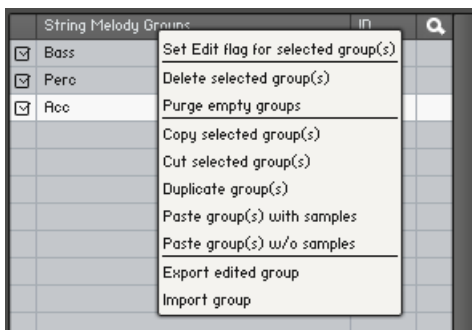 String Melody Groups
Bass
Perc
Acc
Set Edit flag for selected group(s)
Delete selected group(s)
Purge empty groups
Copy selected group(s)
Cut selected group(s)
Duplicate group(s)
Paste group(s) with samples
Paste group(s) w/o samples
Export edited group
Import group